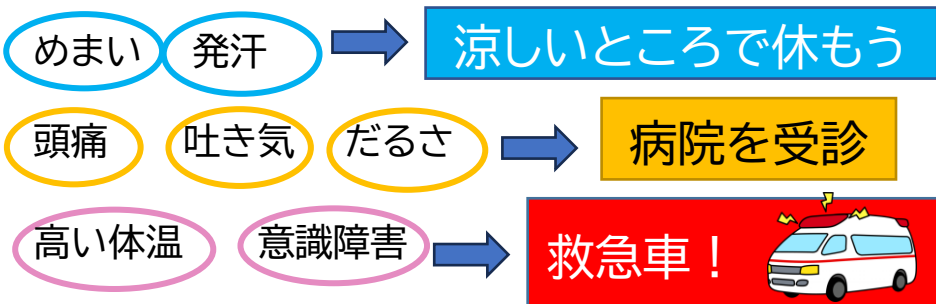 めまい 発汗 涼しいところで休もう
頭痛 吐き気 だるさ 病院を受診
高い体温 意識障害 救急車！